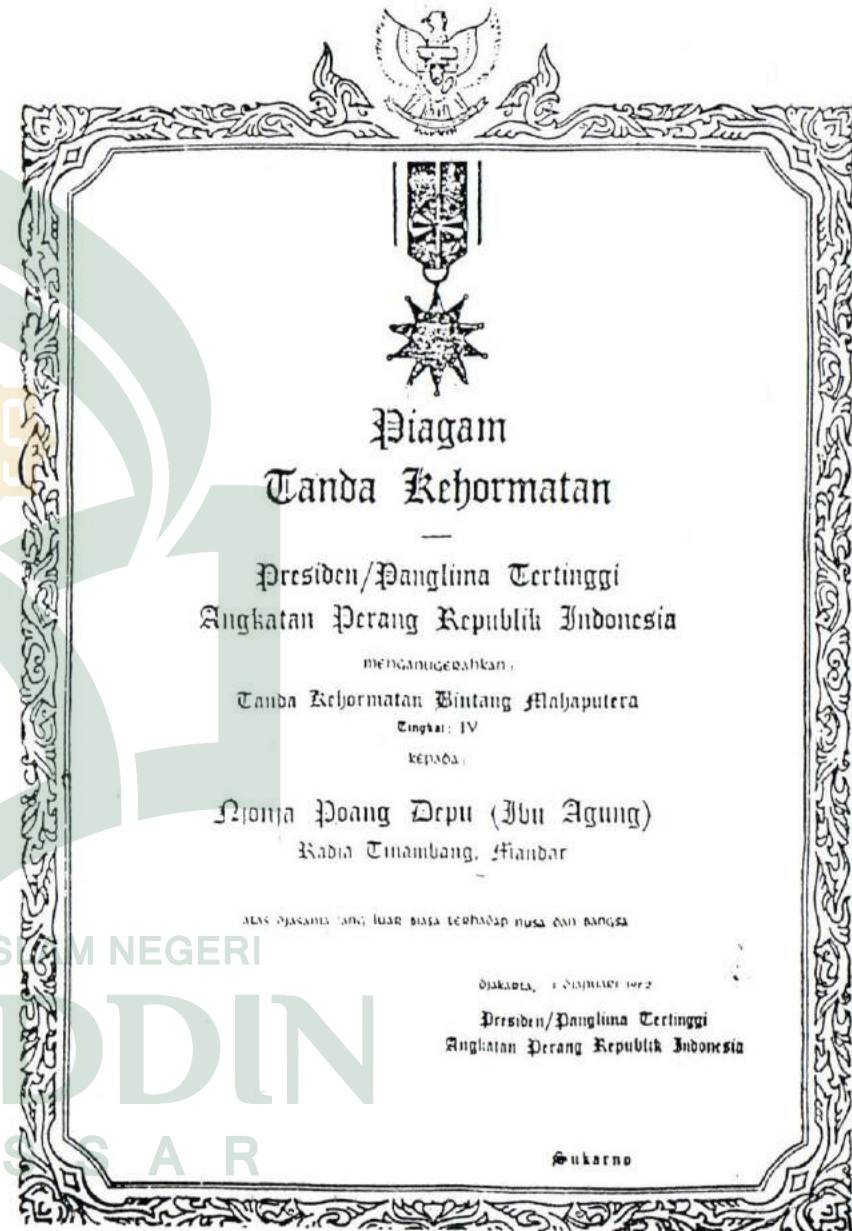 Piagam
Tanda Kehormatan
Presiden/Panglima Tertinggi
Angkatan Perang Republik Indonesia
menganugerahkan:
Tanda Kehormatan Bintang Mahaputera
Tingkat: IV
kepada:
Njonja Poang Depu (Ibu Agung)
Radia Tinambang, Mandar
atas djasanja jang luar biasa terhadap nusa dan bangsa
Djakarta, Djanuari
Presiden/Panglima Tertinggi
Angkatan Perang Republik Indonesia
Sukarno
NEGERI
DDIN
S S A R